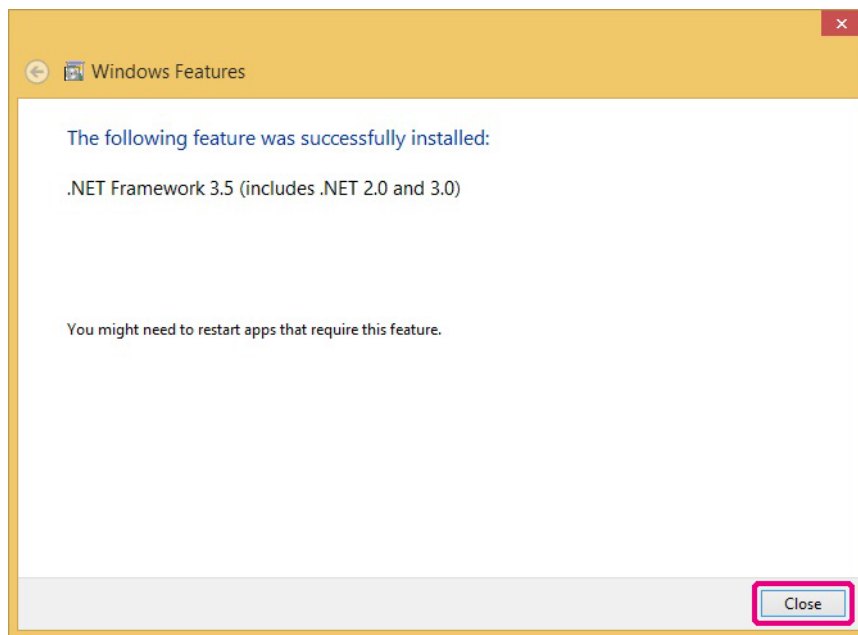 Windows Features
The following feature was successfully installed:
.NET Framework 3.5 (includes .NET 2.0 and 3.0)
You might need to restart apps that require this feature.
Close